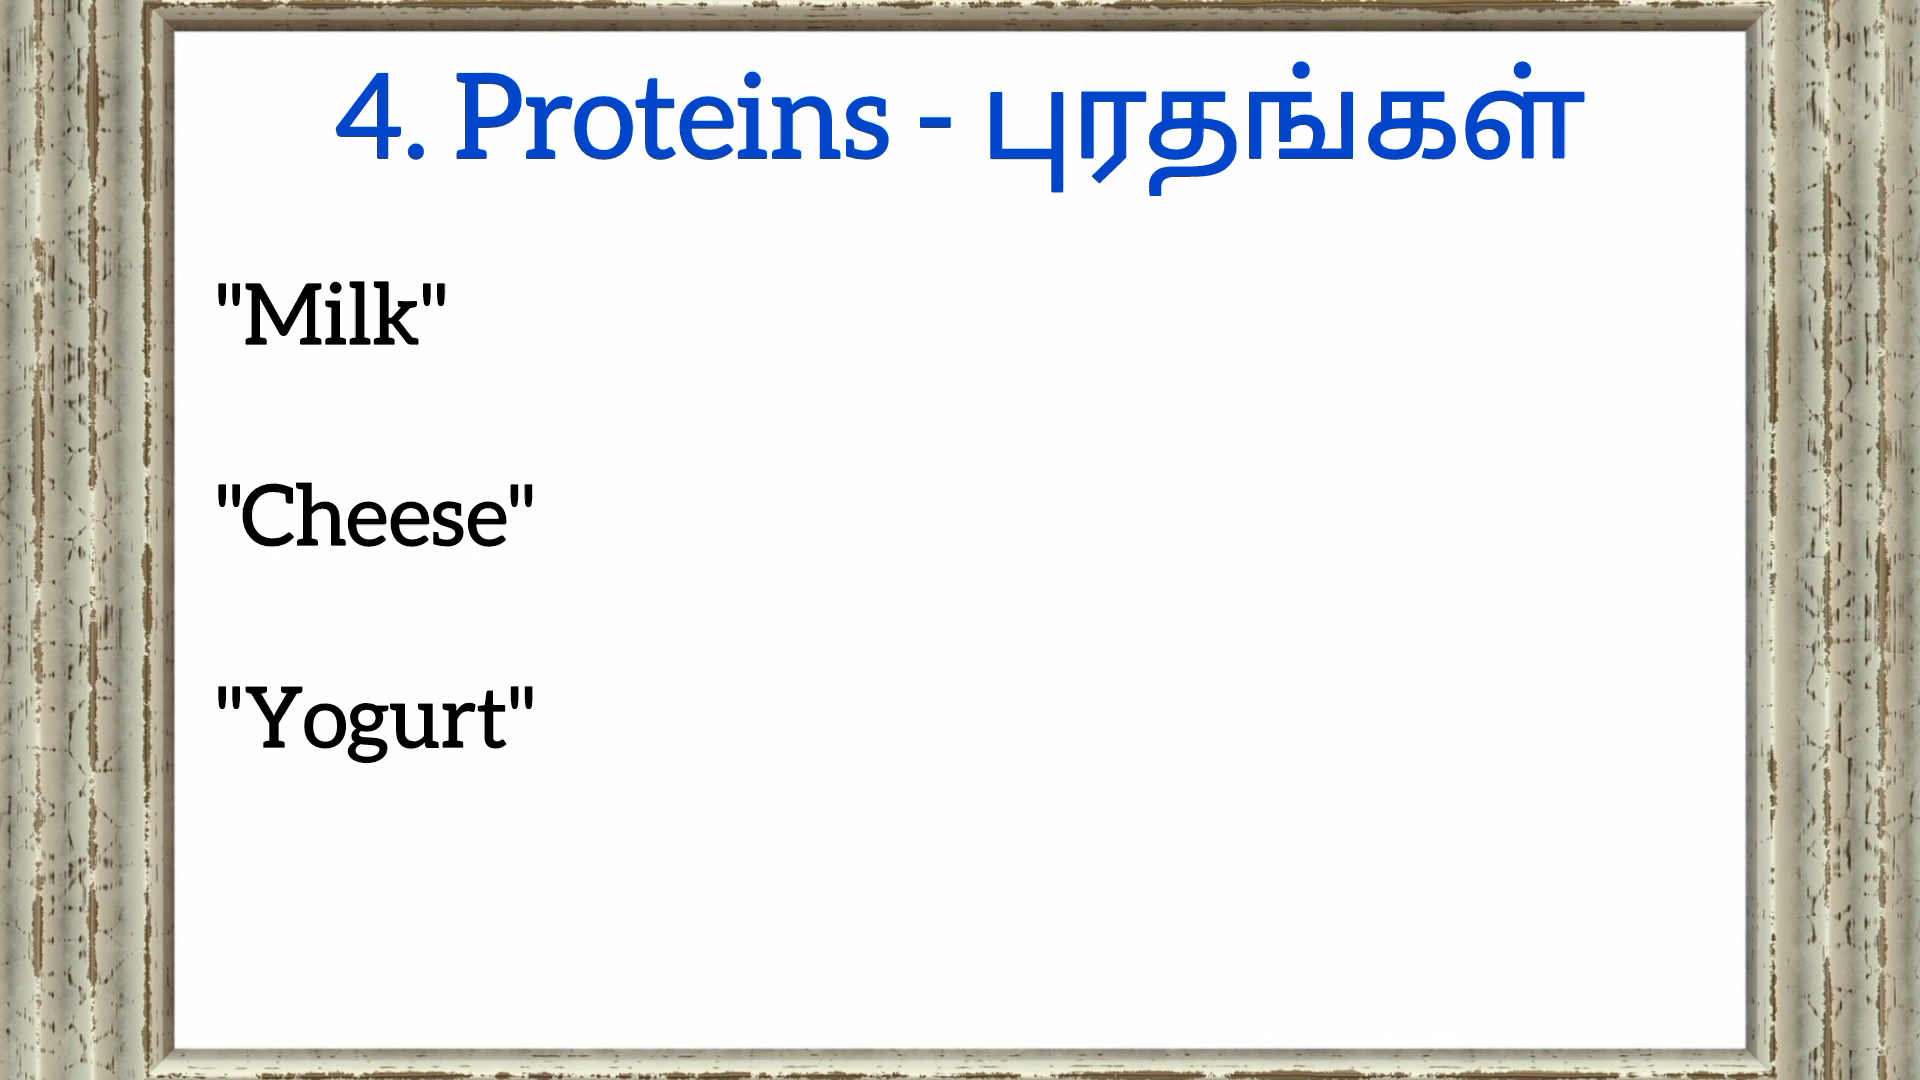 4. Proteins - புரதங்கள்
"Milk"
"Cheese"
"Yogurt"